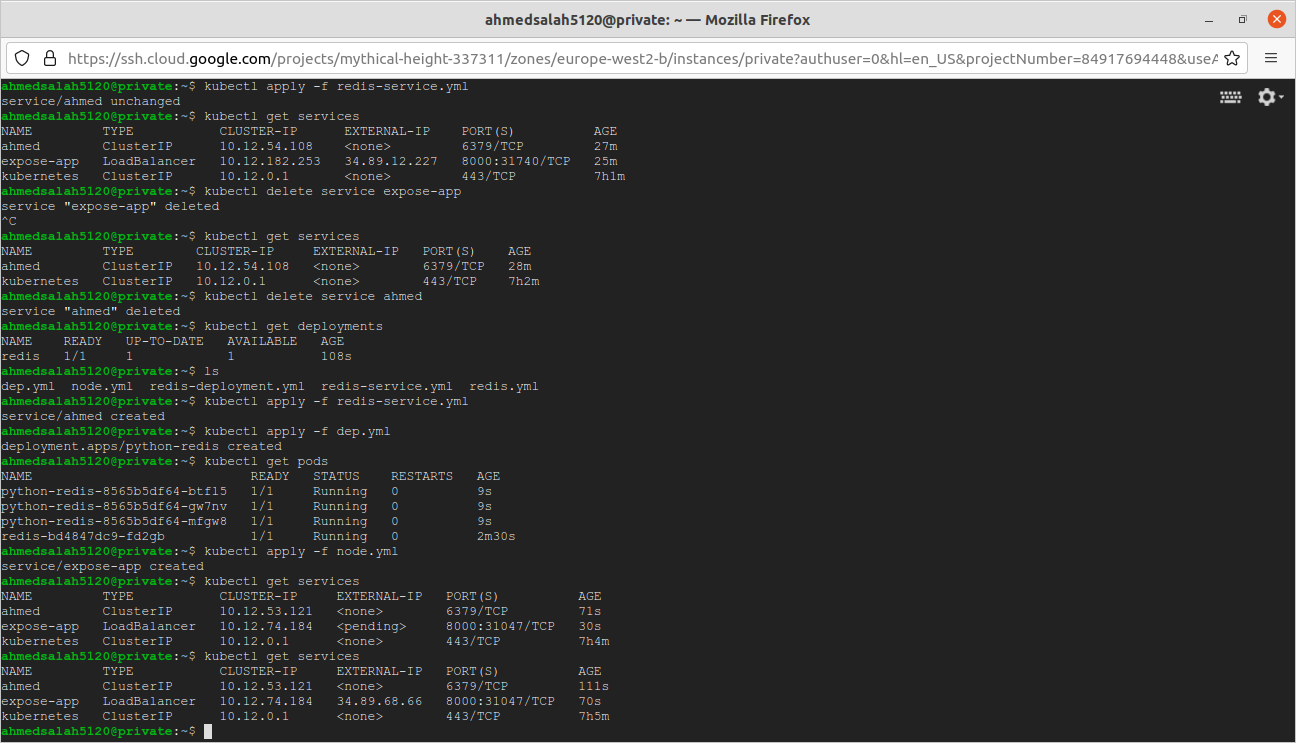 ahmedsalah5120@private: ~ — Mozilla Firefox
https://ssh.cloud.google.com/projects/mythical-height-337311/zones/europe-west2-b/instances/private?authuser=0&hl=en_US&projectNumber=84917694448&useA
ahmedsalah5120@private:~$ kubectl apply -f redis-service.yml
service/ahmed unchanged
ahmedsalah5120@private:~$ kubectl get services
NAME         TYPE           CLUSTER-IP      EXTERNAL-IP    PORT(S)          AGE
ahmed        ClusterIP      10.12.54.108    <none>         6379/TCP         27m
expose-app   LoadBalancer   10.12.182.253   34.89.12.227   8000:31740/TCP   25m
kubernetes   ClusterIP      10.12.0.1       <none>         443/TCP          7h1m
ahmedsalah5120@private:~$ kubectl delete service expose-app
service "expose-app" deleted
^C
ahmedsalah5120@private:~$ kubectl get services
NAME         TYPE        CLUSTER-IP     EXTERNAL-IP   PORT(S)    AGE
ahmed        ClusterIP   10.12.54.108   <none>        6379/TCP   28m
kubernetes   ClusterIP   10.12.0.1      <none>        443/TCP    7h2m
ahmedsalah5120@private:~$ kubectl delete service ahmed
service "ahmed" deleted
ahmedsalah5120@private:~$ kubectl get deployments
NAME    READY   UP-TO-DATE   AVAILABLE   AGE
redis   1/1     1            1           108s
ahmedsalah5120@private:~$ ls
dep.yml  node.yml  redis-deployment.yml  redis-service.yml  redis.yml
ahmedsalah5120@private:~$ kubectl apply -f redis-service.yml
service/ahmed created
ahmedsalah5120@private:~$ kubectl apply -f dep.yml
deployment.apps/python-redis created
ahmedsalah5120@private:~$ kubectl get pods
NAME                            READY   STATUS    RESTARTS   AGE
python-redis-8565b5df64-btfl5   1/1     Running   0          9s
python-redis-8565b5df64-gw7nv   1/1     Running   0          9s
python-redis-8565b5df64-mfgw8   1/1     Running   0          9s
redis-bd4847dc9-fd2gb           1/1     Running   0          2m30s
ahmedsalah5120@private:~$ kubectl apply -f node.yml
service/expose-app created
ahmedsalah5120@private:~$ kubectl get services
NAME         TYPE           CLUSTER-IP     EXTERNAL-IP   PORT(S)          AGE
ahmed        ClusterIP      10.12.53.121   <none>        6379/TCP         71s
expose-app   LoadBalancer   10.12.74.184   <pending>     8000:31047/TCP   30s
kubernetes   ClusterIP      10.12.0.1      <none>        443/TCP          7h4m
ahmedsalah5120@private:~$ kubectl get services
NAME         TYPE           CLUSTER-IP     EXTERNAL-IP   PORT(S)          AGE
ahmed        ClusterIP      10.12.53.121   <none>        6379/TCP         111s
expose-app   LoadBalancer   10.12.74.184   34.89.68.66   8000:31047/TCP   70s
kubernetes   ClusterIP      10.12.0.1      <none>        443/TCP          7h5m
ahmedsalah5120@private:~$